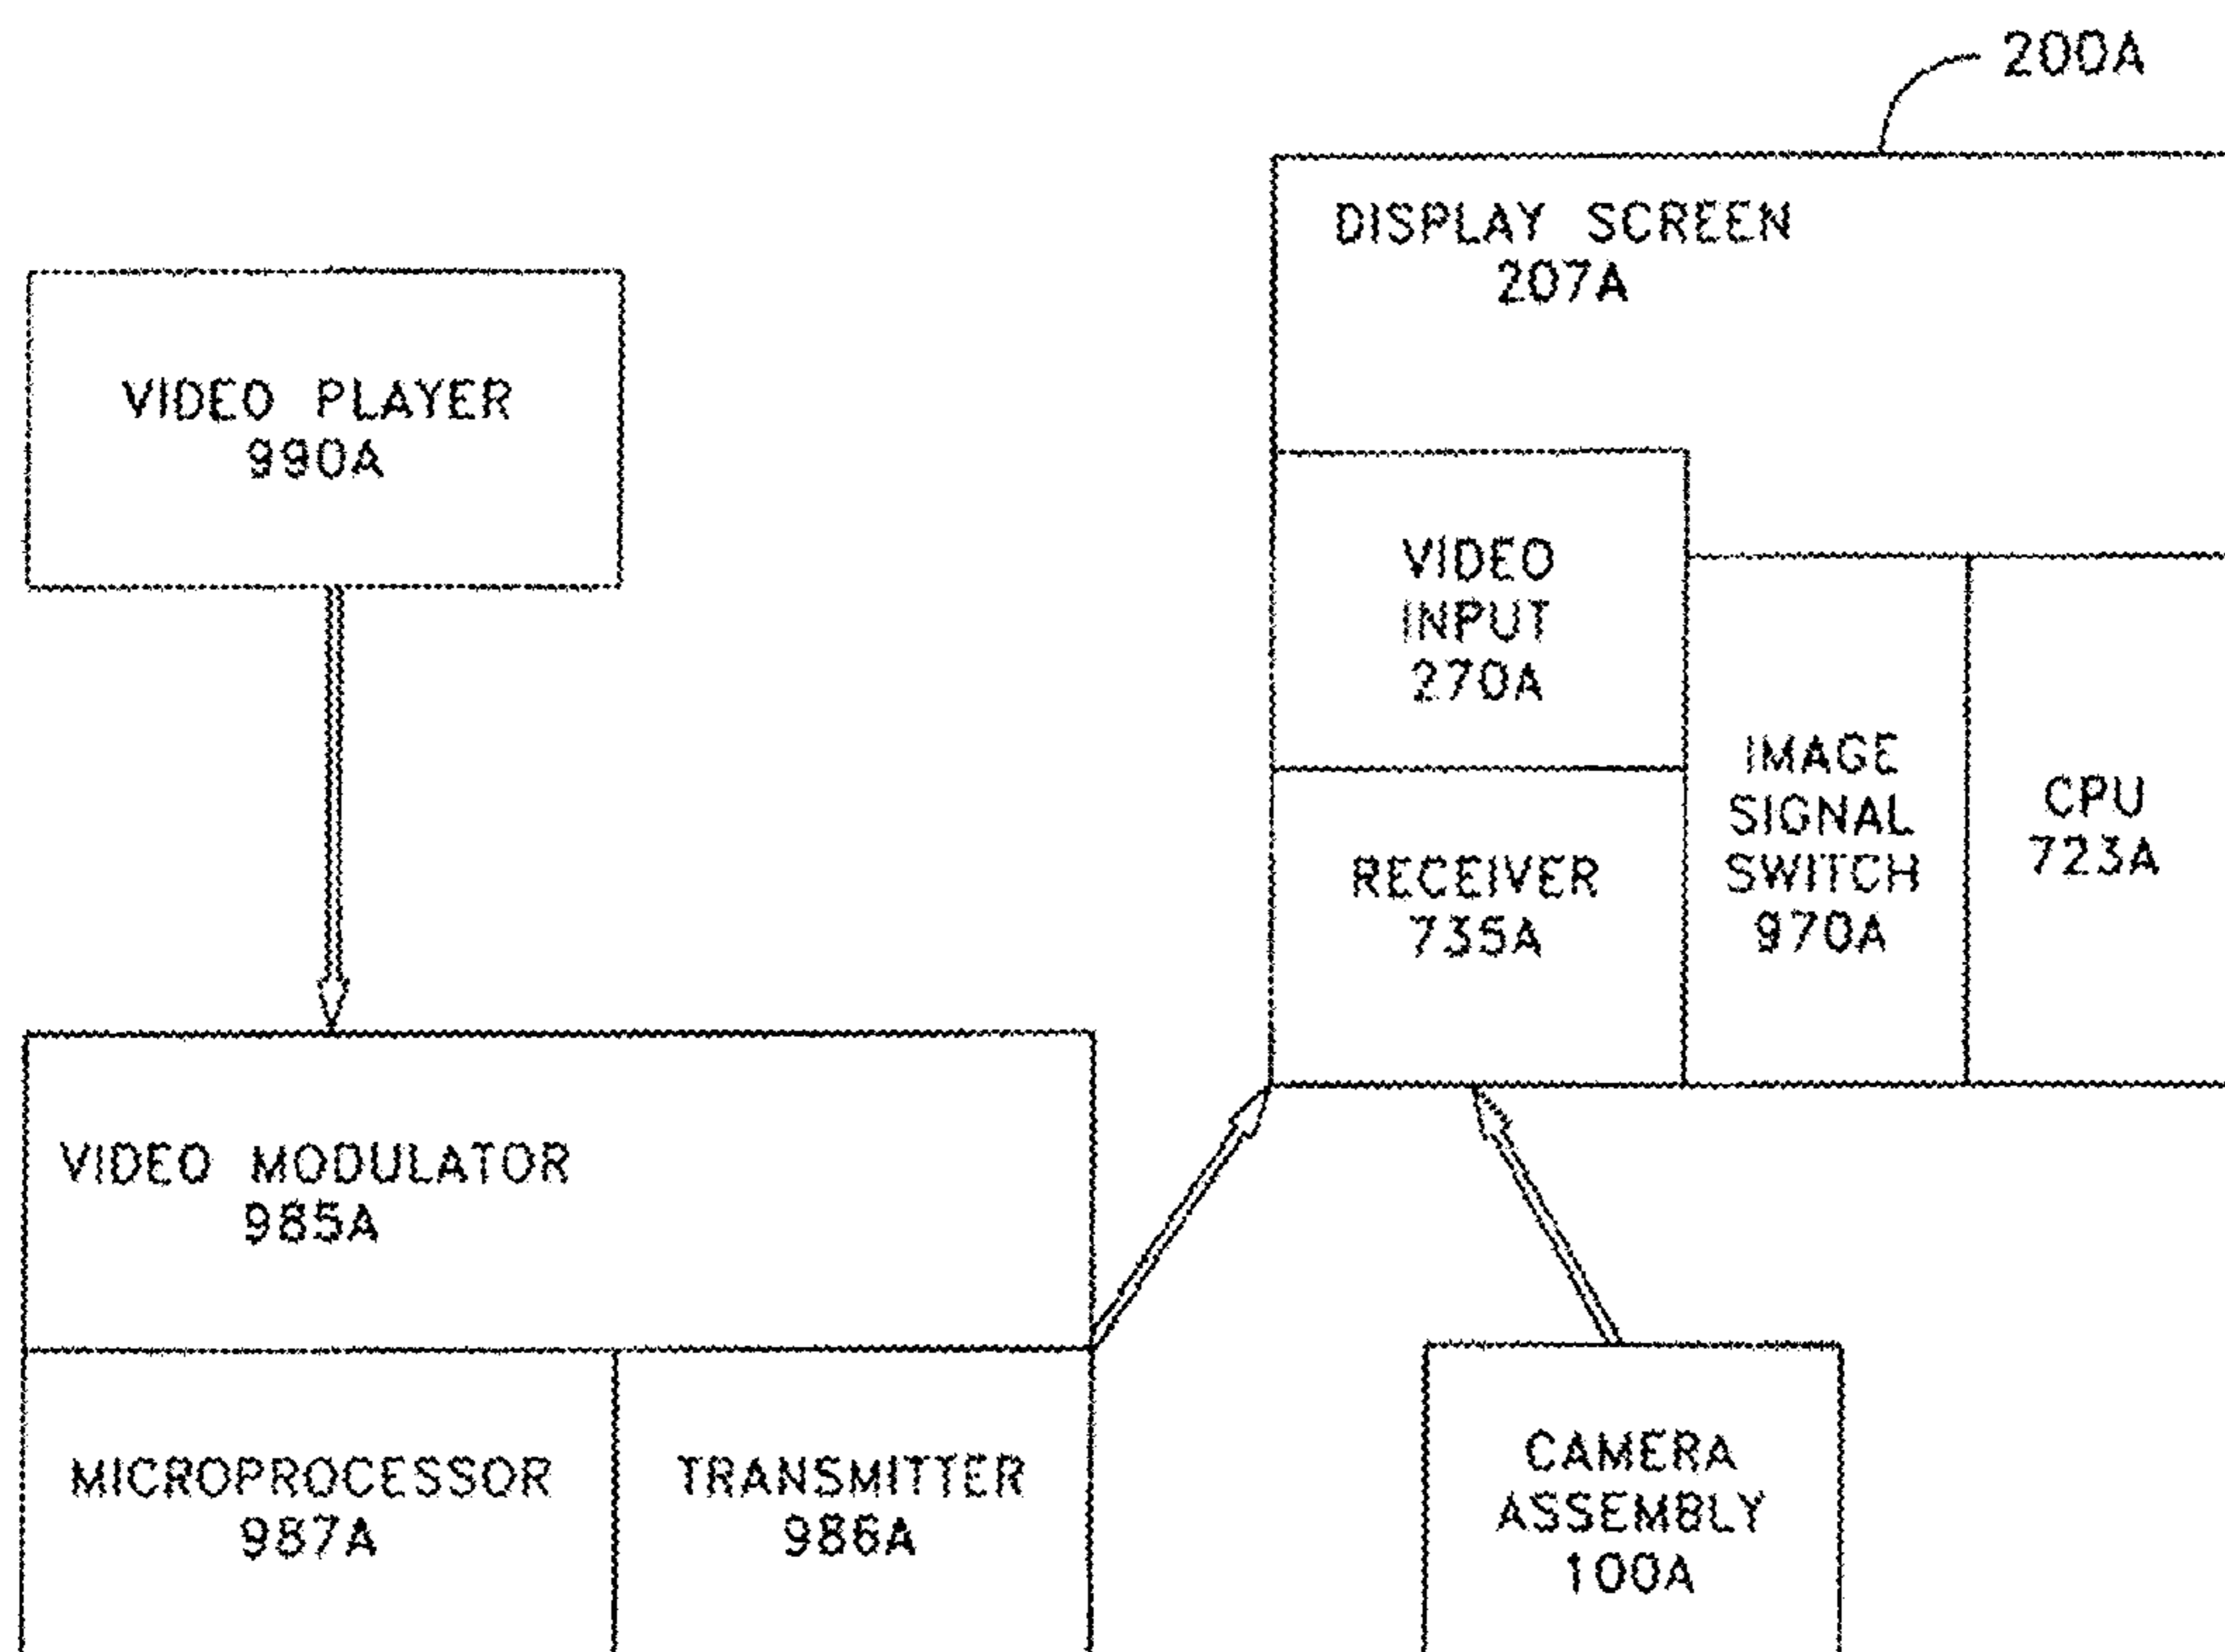 200A
DISPLAY SCREEN
207A
VIDEO PLAYER
990A
VIDEO
INPUT
270A
IMAGE
SIGNAL
SWITCH
970A
CPU
723A
RECEIVER
735A
VIDEO MODULATOR
985A
MICROPROCESSOR
987A
TRANSMITTER
986A
CAMERA
ASSEMBLY
100A